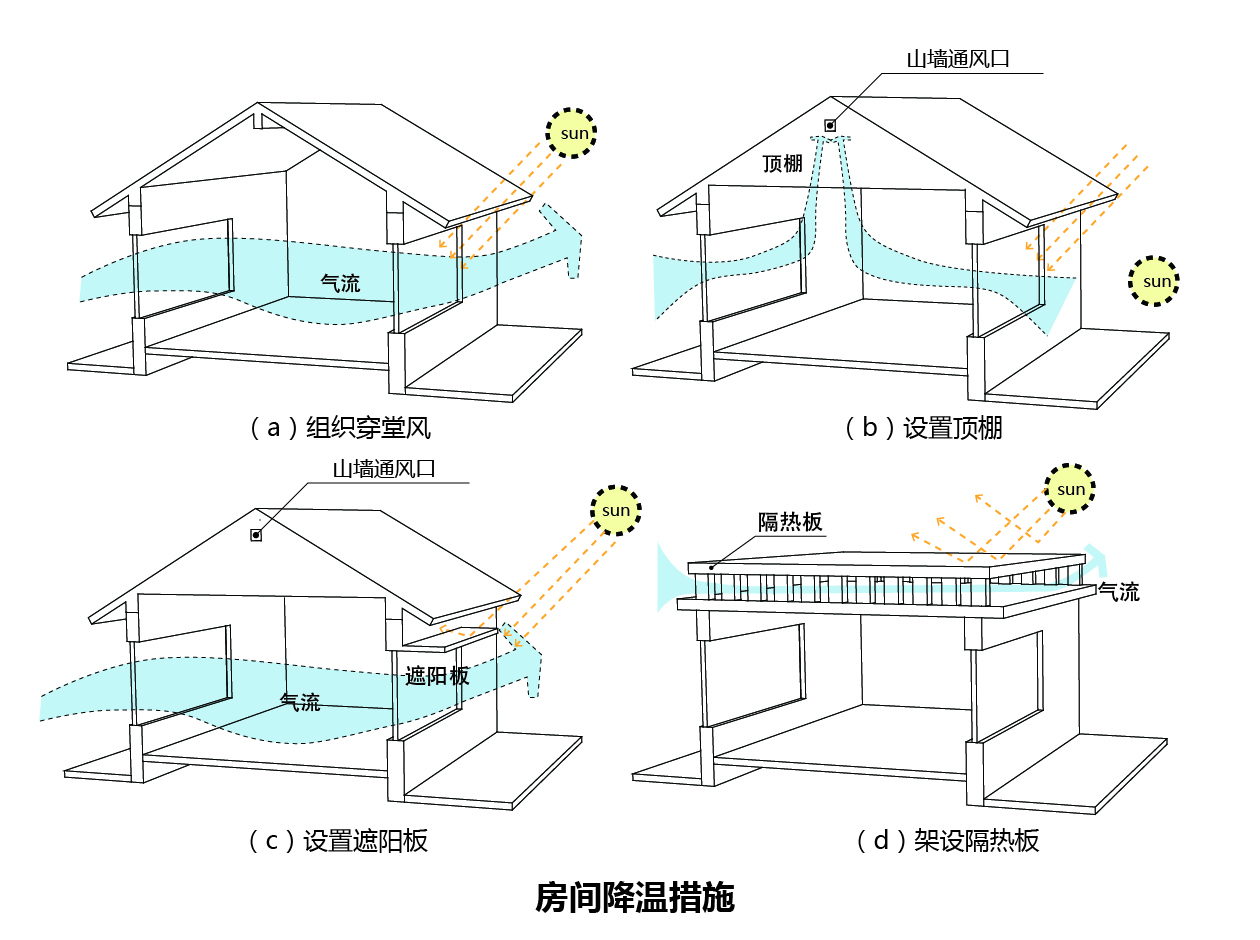 山墙通风口
sun
顶棚
气流
sun
（a）组织穿堂风
（b）设置顶棚
山墙通风口
sun
sun
隔热板
气流
遮阳板
气流
（c）设置遮阳板
（d）架设隔热板
房间降温措施